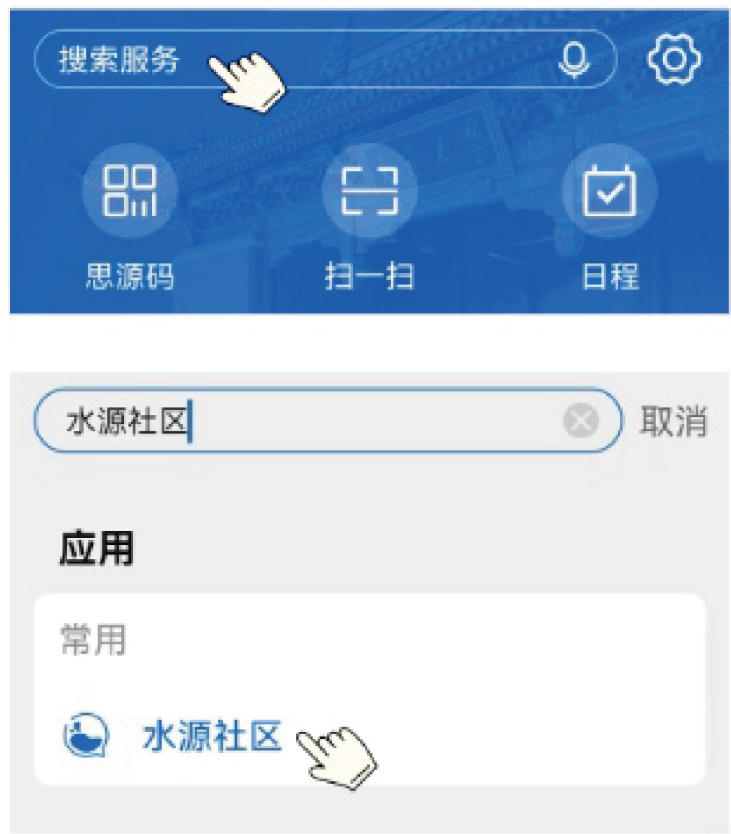 搜索服务
思源码 扫一扫 日程
水源社区 取消
应用
常用
水源社区